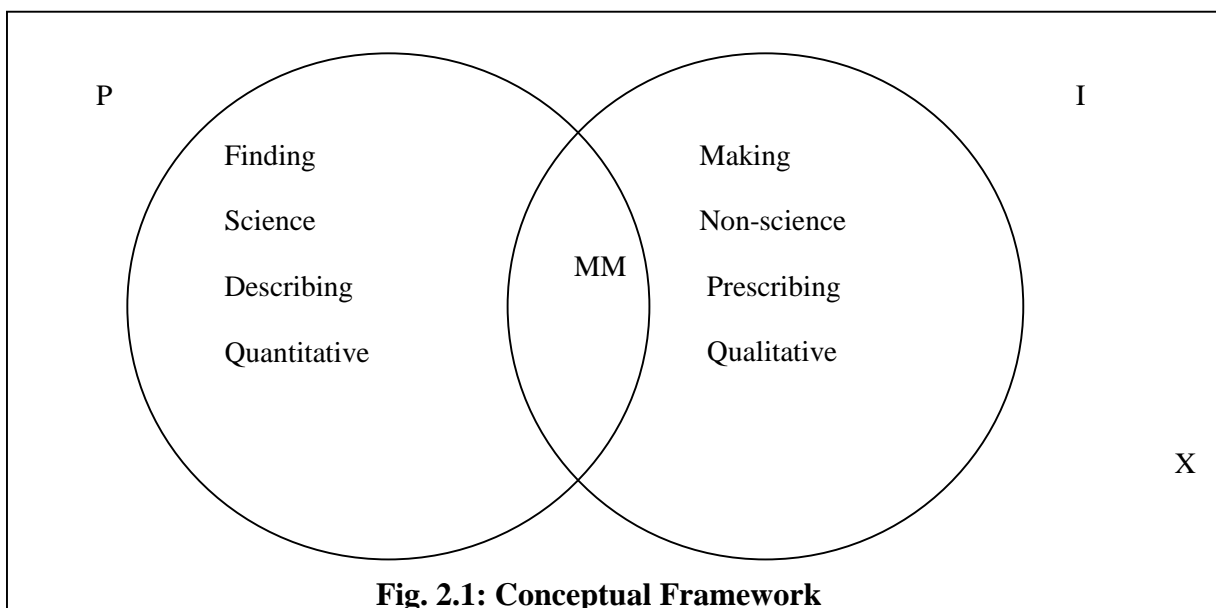 P
I
Finding
Making
Science
Non-science
MM
Describing
Prescribing
Quantitative
Qualitative
X
Fig. 2.1: Conceptual Framework